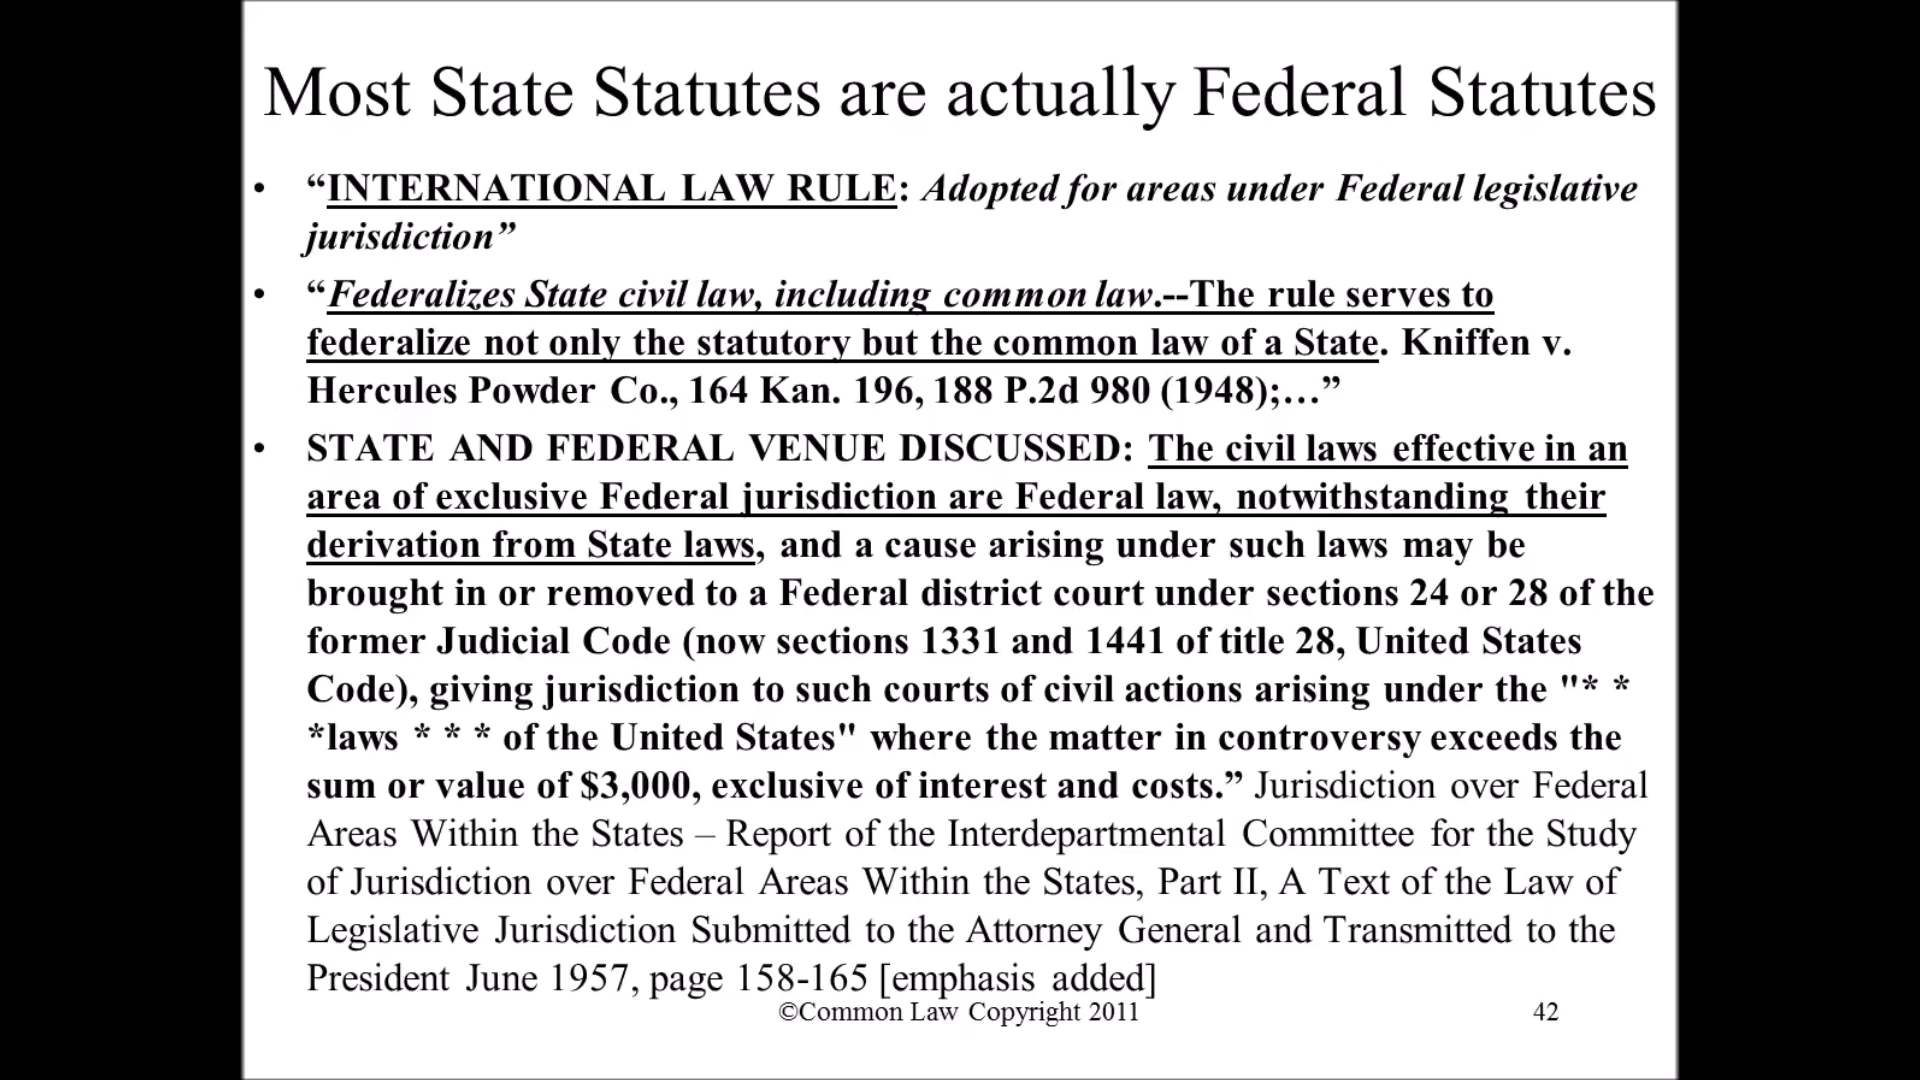 Most State Statutes are actually Federal Statutes
• “INTERNATIONAL LAW RULE: Adopted for areas under Federal legislative
jurisdiction”
• “Federalizes State civil law, including common law.--The rule serves to
federalize not only the statutory but the common law of a State. Kniffen v.
Hercules Powder Co., 164 Kan. 196, 188 P.2d 980 (1948);…”
• STATE AND FEDERAL VENUE DISCUSSED: The civil laws effective in an
area of exclusive Federal jurisdiction are Federal law, notwithstanding their
derivation from State laws, and a cause arising under such laws may be
brought in or removed to a Federal district court under sections 24 or 28 of the
former Judicial Code (now sections 1331 and 1441 of title 28, United States
Code), giving jurisdiction to such courts of civil actions arising under the "* *
*laws * * * of the United States" where the matter in controversy exceeds the
sum or value of $3,000, exclusive of interest and costs.” Jurisdiction over Federal
Areas Within the States – Report of the Interdepartmental Committee for the Study
of Jurisdiction over Federal Areas Within the States, Part II, A Text of the Law of
Legislative Jurisdiction Submitted to the Attorney General and Transmitted to the
President June 1957, page 158-165 [emphasis added]
©Common Law Copyright 2011
42